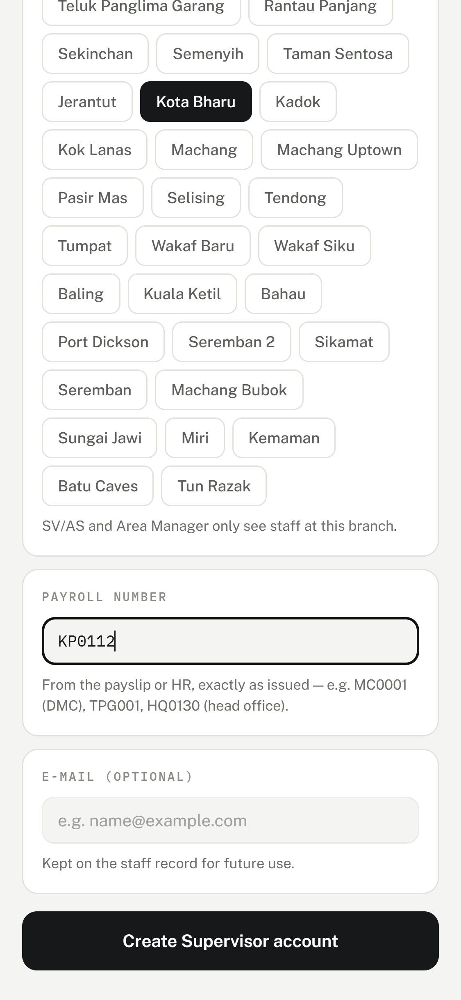 Teluk Panglima Garang Rantau Panjang
Sekinchan Semenyih Taman Sentosa
Jerantut Kota Bharu Kadok
Kok Lanas Machang Machang Uptown
Pasir Mas Selising Tendong
Tumpat Wakaf Baru Wakaf Siku
Baling Kuala Ketil Bahau
Port Dickson Seremban 2 Sikamat
Seremban Machang Bubok
Sungai Jawi Miri Kemaman
Batu Caves Tun Razak
SV/AS and Area Manager only see staff at this branch.
PAYROLL NUMBER
KP0112
From the payslip or HR, exactly as issued — e.g. MC0001
(DMC), TPG001, HQ0130 (head office).
E-MAIL (OPTIONAL)
e.g. name@example.com
Kept on the staff record for future use.
Create Supervisor account